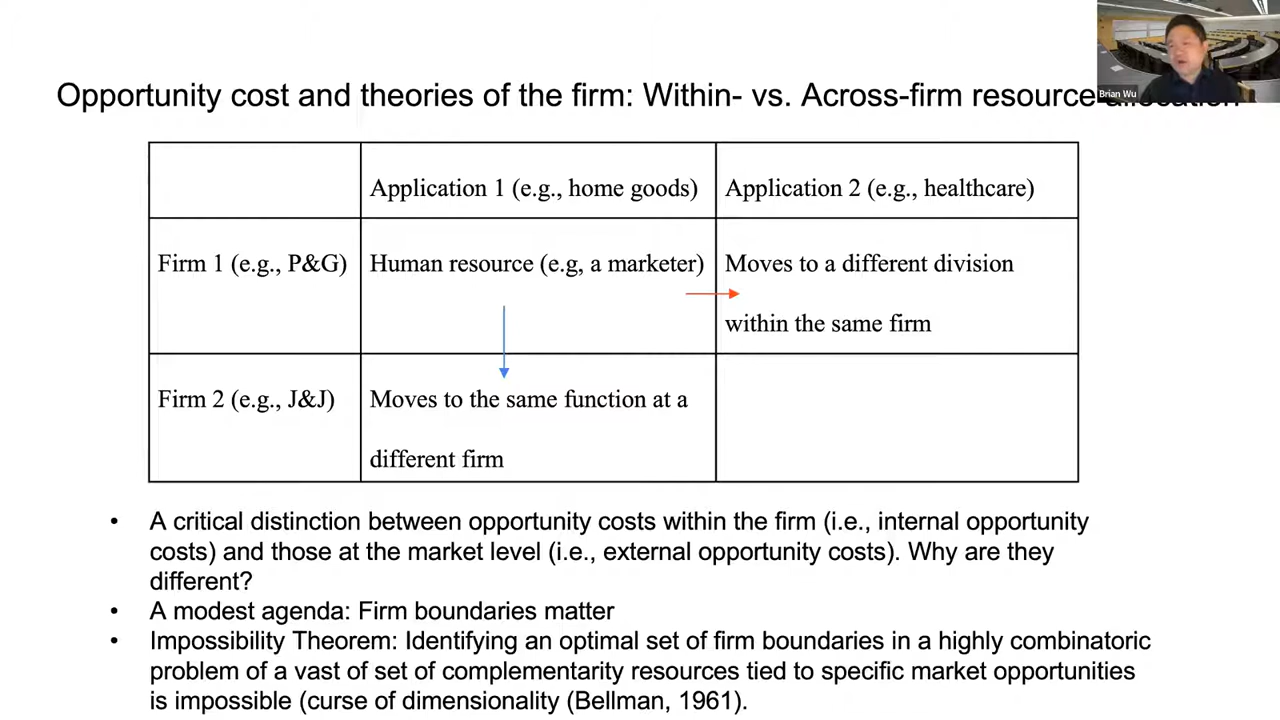 Brian Wu
Opportunity cost and theories of the firm: Within- vs. Across-firm resource allocation
Application 1 (e.g., home goods)
Application 2 (e.g., healthcare)
Firm 1 (e.g., P&G)
Human resource (e.g, a marketer)
Moves to a different division
within the same firm
Firm 2 (e.g., J&J)
Moves to the same function at a
different firm
• A critical distinction between opportunity costs within the firm (i.e., internal opportunity
costs) and those at the market level (i.e., external opportunity costs). Why are they
different?
• A modest agenda: Firm boundaries matter
• Impossibility Theorem: Identifying an optimal set of firm boundaries in a highly combinatoric
problem of a vast of set of complementarity resources tied to specific market opportunities
is impossible (curse of dimensionality (Bellman, 1961).